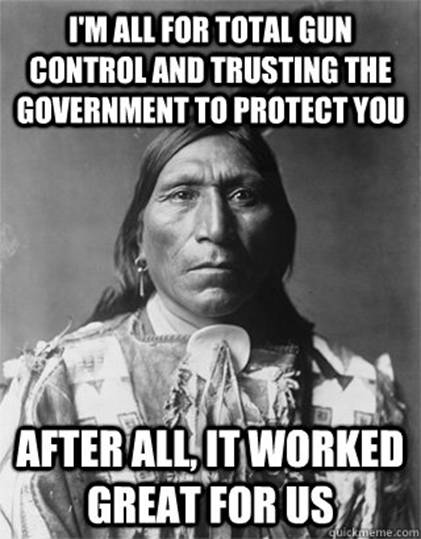 I'M ALL FOR TOTAL GUN
CONTROL AND TRUSTING THE
GOVERNMENT TO PROTECT YOU
AFTER ALL, IT WORKED
GREAT FOR US
quickmeme.com